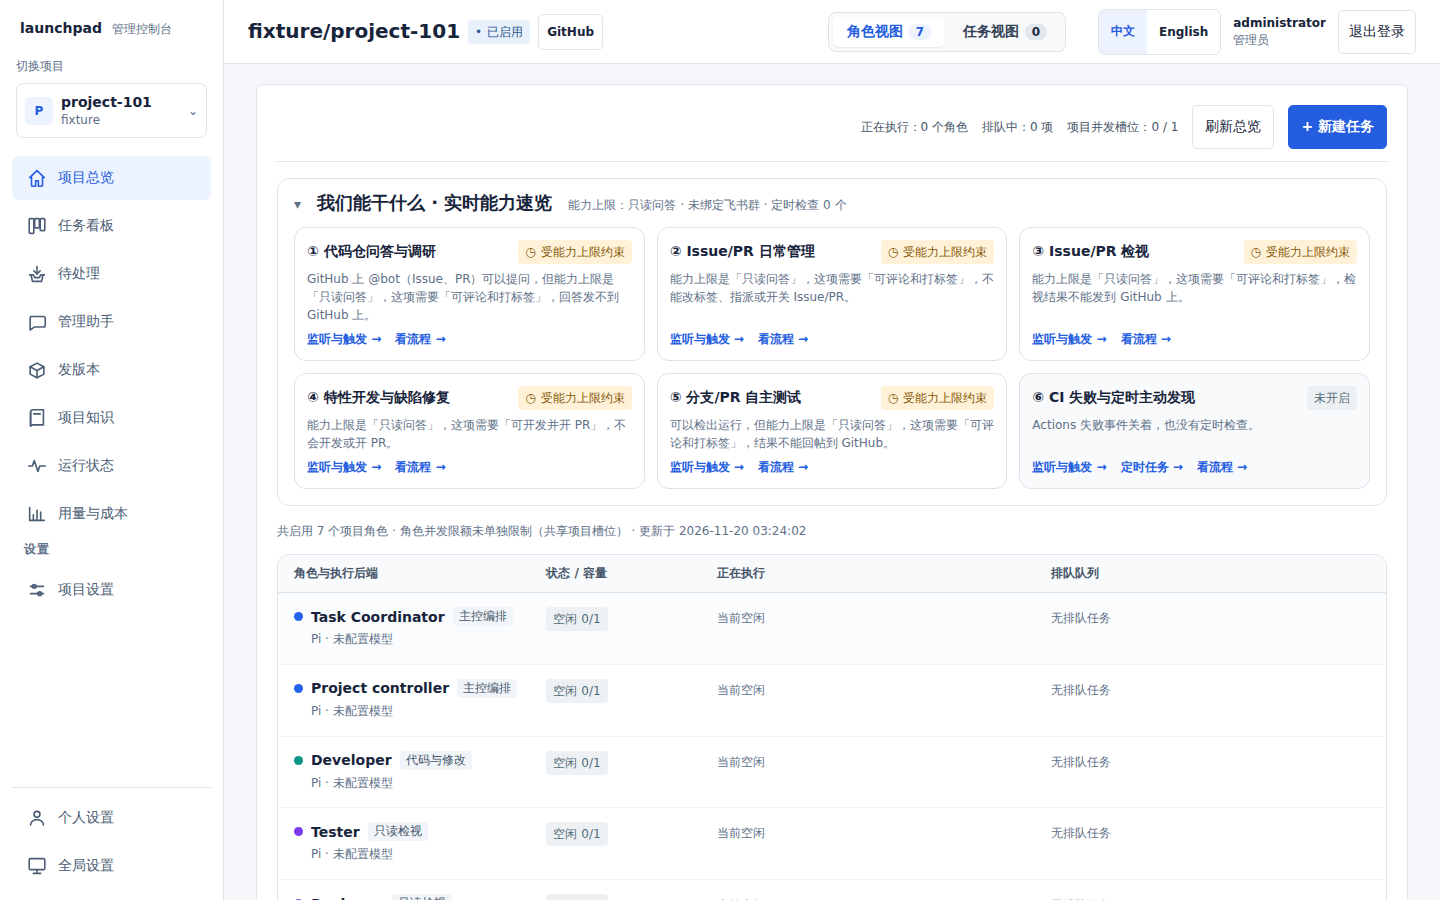 launchpad 管理控制台
切换项目
P
project-101
fixture
项目总览
任务看板
待处理
管理助手
发版本
项目知识
运行状态
用量与成本
设置
项目设置
个人设置
全局设置
fixture/project-101 • 已启用 GitHub
角色视图 7 任务视图 0
中文 English
administrator
管理员
退出登录
正在执行：0 个角色 排队中：0 项 项目并发槽位：0 / 1 刷新总览 + 新建任务
▾ 我们能干什么 · 实时能力速览 能力上限：只读问答 · 未绑定飞书群 · 定时检查 0 个
① 代码仓问答与调研 ◷ 受能力上限约束
GitHub 上 @bot（Issue、PR）可以提问，但能力上限是
「只读问答」，这项需要「可评论和打标签」，回答发不到
GitHub 上。
监听与触发 → 看流程 →
② Issue/PR 日常管理 ◷ 受能力上限约束
能力上限是「只读问答」，这项需要「可评论和打标签」，不
能改标签、指派或开关 Issue/PR。
监听与触发 → 看流程 →
③ Issue/PR 检视 ◷ 受能力上限约束
能力上限是「只读问答」，这项需要「可评论和打标签」，检
视结果不能发到 GitHub 上。
监听与触发 → 看流程 →
④ 特性开发与缺陷修复 ◷ 受能力上限约束
能力上限是「只读问答」，这项需要「可开发并开 PR」，不
会开发或开 PR。
监听与触发 → 看流程 →
⑤ 分支/PR 自主测试 ◷ 受能力上限约束
可以检出运行，但能力上限是「只读问答」，这项需要「可评
论和打标签」，结果不能回帖到 GitHub。
监听与触发 → 看流程 →
⑥ CI 失败与定时主动发现 未开启
Actions 失败事件关着，也没有定时检查。
监听与触发 → 定时任务 → 看流程 →
共启用 7 个项目角色 · 角色并发限额未单独限制（共享项目槽位） · 更新于 2026-11-20 03:24:02
角色与执行后端 状态 / 容量 正在执行 排队队列
Task Coordinator 主控编排 空闲 0/1 当前空闲 无排队任务
Pi · 未配置模型
Project controller 主控编排 空闲 0/1 当前空闲 无排队任务
Pi · 未配置模型
Developer 代码与修改 空闲 0/1 当前空闲 无排队任务
Pi · 未配置模型
Tester 只读检视 空闲 0/1 当前空闲 无排队任务
Pi · 未配置模型